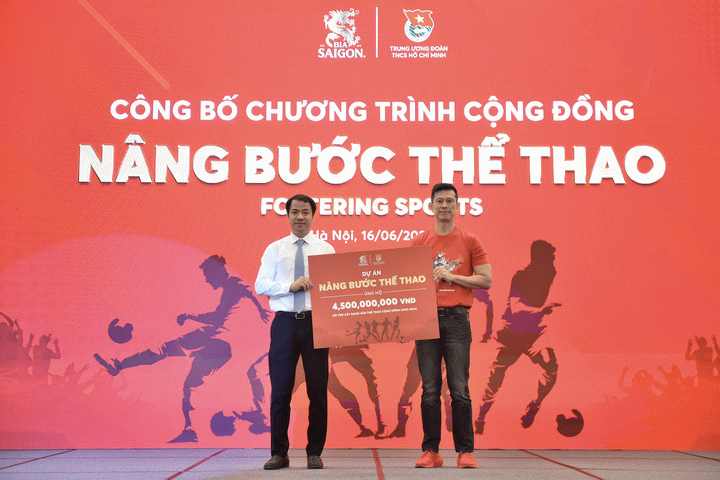 BIA
SAIGON
TRUNG ƯƠNG ĐOÀN
TNCS HỒ CHÍ MINH
CÔNG BỐ CHƯƠNG TRÌNH CỘNG ĐỒNG
NÂNG BƯỚC THỂ THAO
FOSTERING SPORTS
Hà Nội, 16/06/20
DỰ ÁN
NÂNG BƯỚC THỂ THAO
ỦNG HỘ
4,500,000,000 VND